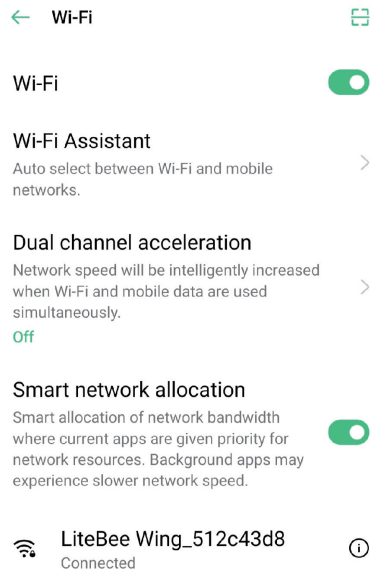 Wi-Fi
Wi-Fi
Wi-Fi Assistant
Auto select between Wi-Fi and mobile
networks.
Dual channel acceleration
Network speed will be intelligently increased
when Wi-Fi and mobile data are used
simultaneously.
Off
Smart network allocation
Smart allocation of network bandwidth
where current apps are given priority for
network resources. Background apps may
experience slower network speed.
LiteBee Wing_512c43d8
Connected